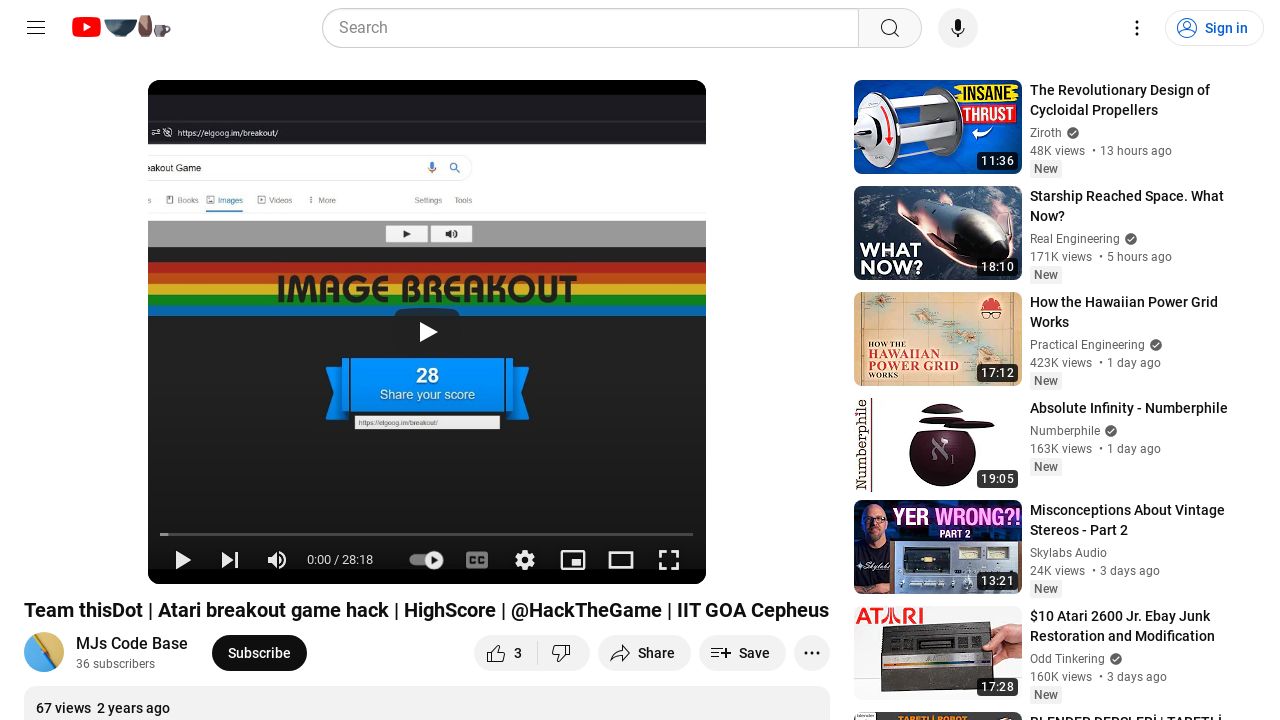 Search
Sign in
https://elgoog.im/breakout/
eakout Game
s
Books
Images
Videos
More
Settings
Tools
IMAGE BREAKOUT
28
Share your score
https://elgoog.im/breakout/
0:00 / 28:18
CC
Team thisDot | Atari breakout game hack | HighScore | @HackTheGame | IIT GOA Cepheus
MJs Code Base
36 subscribers
Subscribe
3
Share
Save
67 views 2 years ago
INSANE
THRUST
11:36
The Revolutionary Design of
Cycloidal Propellers
Ziroth
48K views • 13 hours ago
New
WHAT
NOW?
18:10
Starship Reached Space. What
Now?
Real Engineering
171K views • 5 hours ago
New
HOW THE
HAWAIIAN
POWER GRID
WORKS
17:12
How the Hawaiian Power Grid
Works
Practical Engineering
423K views • 1 day ago
New
Numberphile
ℵ1
19:05
Absolute Infinity - Numberphile
Numberphile
163K views • 1 day ago
New
YER WRONG?!
PART 2
Skylabs
13:21
Misconceptions About Vintage
Stereos - Part 2
Skylabs Audio
24K views • 3 days ago
New
ATARI
17:28
$10 Atari 2600 Jr. Ebay Junk
Restoration and Modification
Odd Tinkering
160K views • 3 days ago
New